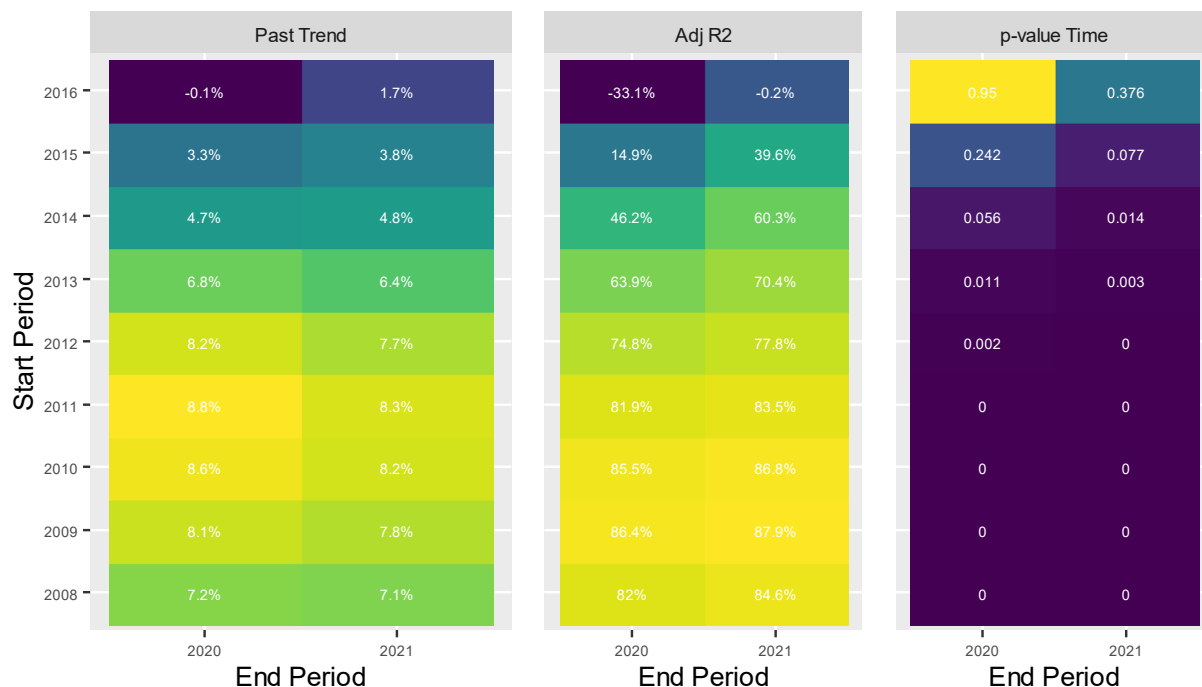 Past Trend Adj R2 p-value Time
2016 -0.1% 1.7% -33.1% -0.2% 0.95 0.376
2015 3.3% 3.8% 14.9% 39.6% 0.242 0.077
2014 4.7% 4.8% 46.2% 60.3% 0.056 0.014
2013 6.8% 6.4% 63.9% 70.4% 0.011 0.003
2012 8.2% 7.7% 74.8% 77.8% 0.002 0
2011 8.8% 8.3% 81.9% 83.5% 0 0
2010 8.6% 8.2% 85.5% 86.8% 0 0
2009 8.1% 7.8% 86.4% 87.9% 0 0
2008 7.2% 7.1% 82% 84.6% 0 0
Start Period
2020 2021 2020 2021 2020 2021
End Period End Period End Period